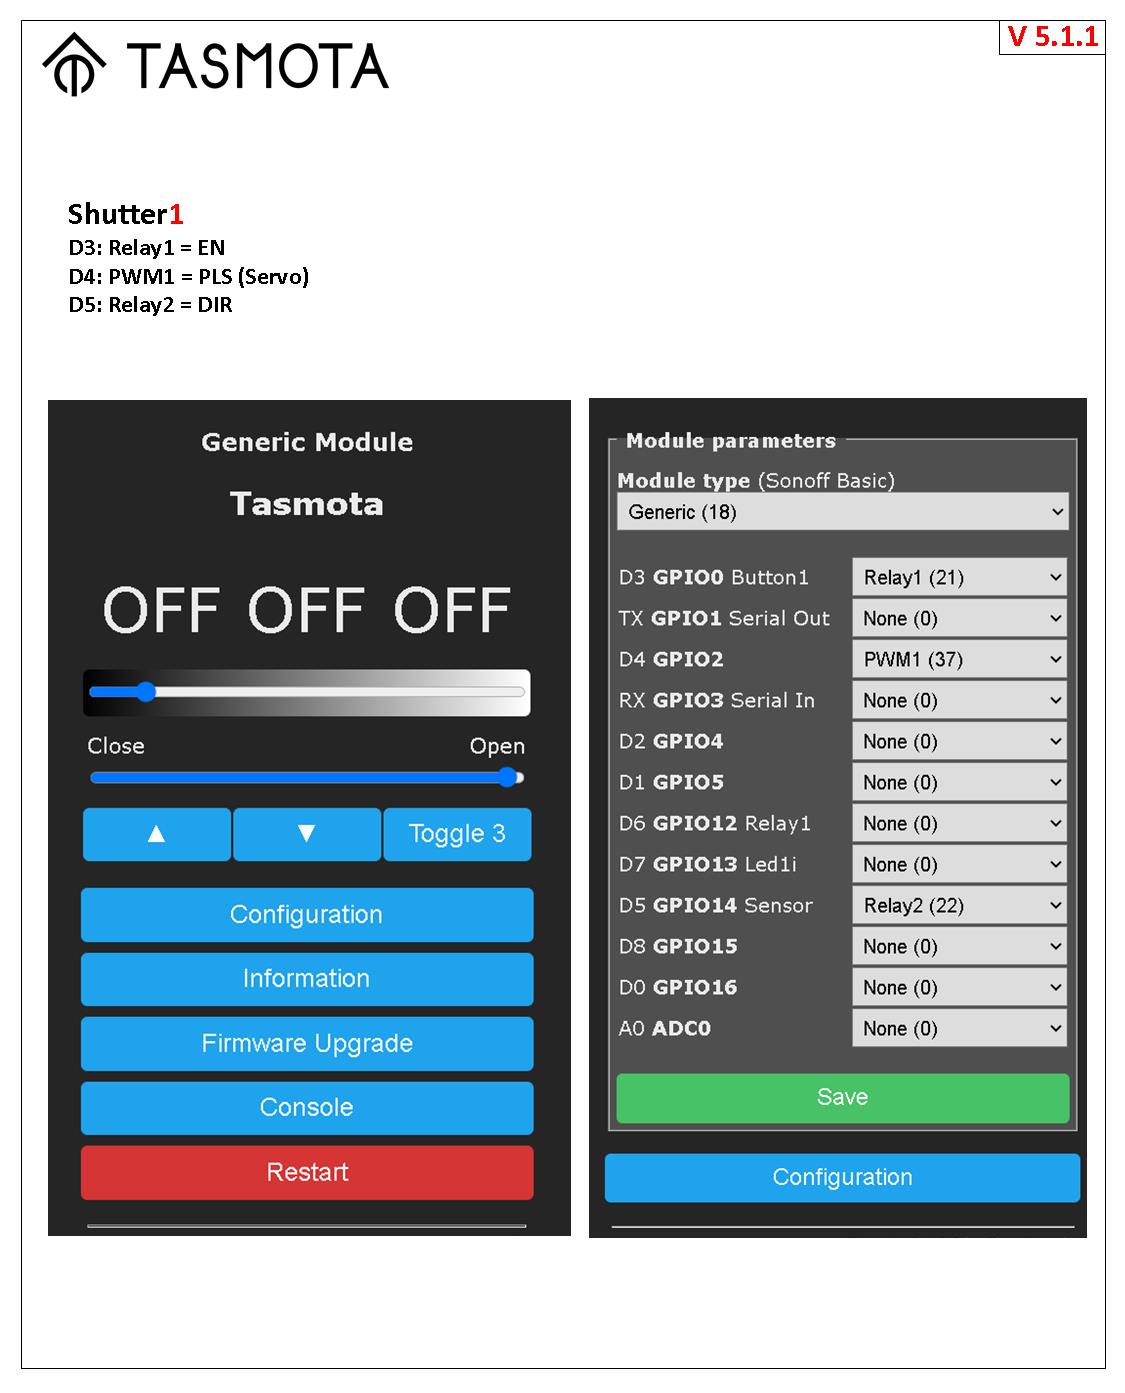 TASMOTA
V 5.1.1
Shutter1
D3: Relay1 = EN
D4: PWM1 = PLS (Servo)
D5: Relay2 = DIR
Generic Module
Tasmota
OFF OFF OFF
Close Open
▲ ▼ Toggle 3
Configuration
Information
Firmware Upgrade
Console
Restart
Module parameters
Module type (Sonoff Basic)
Generic (18)
D3 GPIO0 Button1 Relay1 (21)
TX GPIO1 Serial Out None (0)
D4 GPIO2 PWM1 (37)
RX GPIO3 Serial In None (0)
D2 GPIO4 None (0)
D1 GPIO5 None (0)
D6 GPIO12 Relay1 None (0)
D7 GPIO13 Led1i None (0)
D5 GPIO14 Sensor Relay2 (22)
D8 GPIO15 None (0)
D0 GPIO16 None (0)
A0 ADC0 None (0)
Save
Configuration